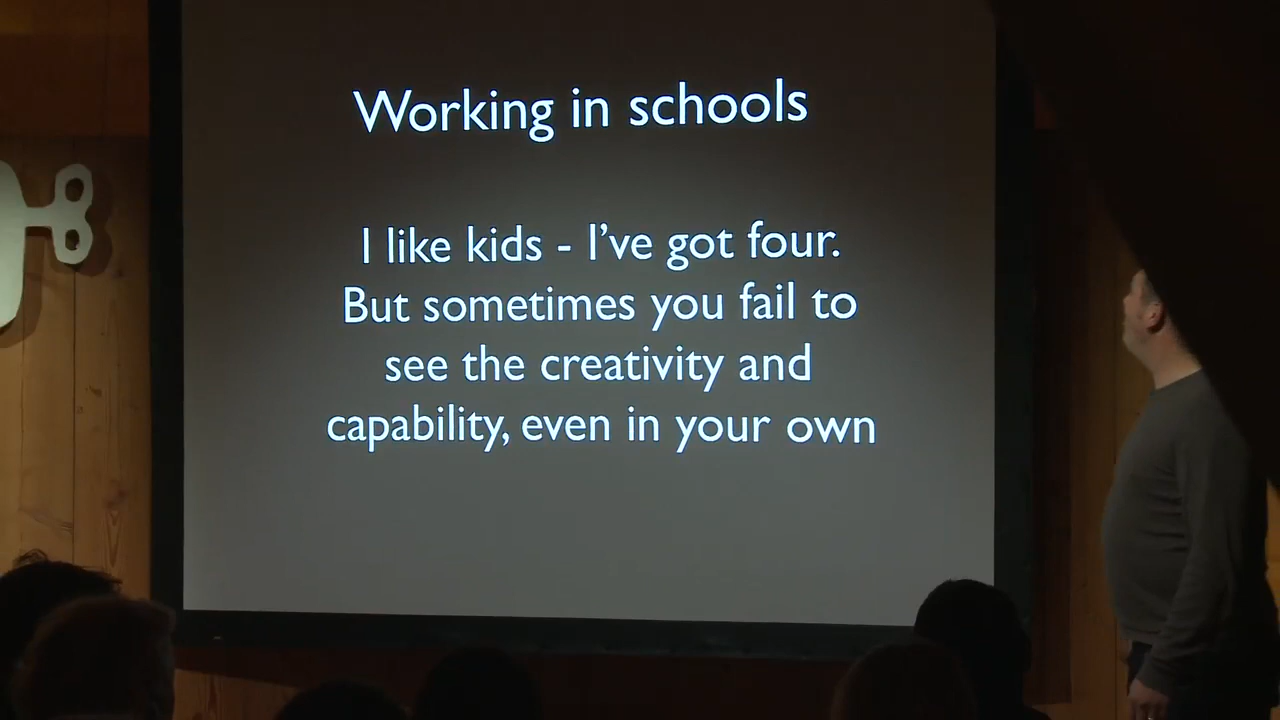 Working in schools
I like kids - I've got four.
But sometimes you fail to
see the creativity and
capability, even in your own